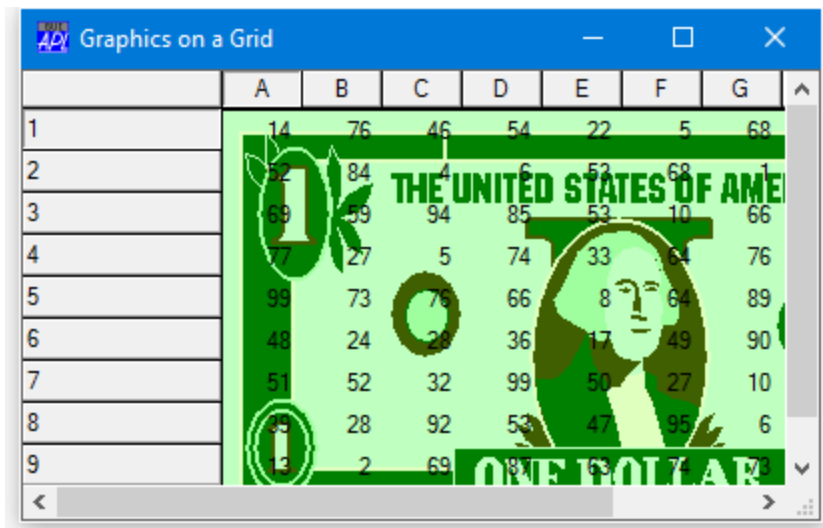 API Graphics on a Grid
A B C D E F G
1 14 76 46 54 22 5 68
2 52 84 4 6 53 68 1
THE UNITED STATES OF AMEI
3 69 59 94 85 53 10 66
4 77 27 5 74 33 64 76
5 99 73 76 66 8 64 89
6 48 24 28 36 17 49 90
7 51 52 32 99 50 27 10
8 39 28 92 53 47 95 6
9 13 2 69 87 63 74 73
ONE DOLLAR